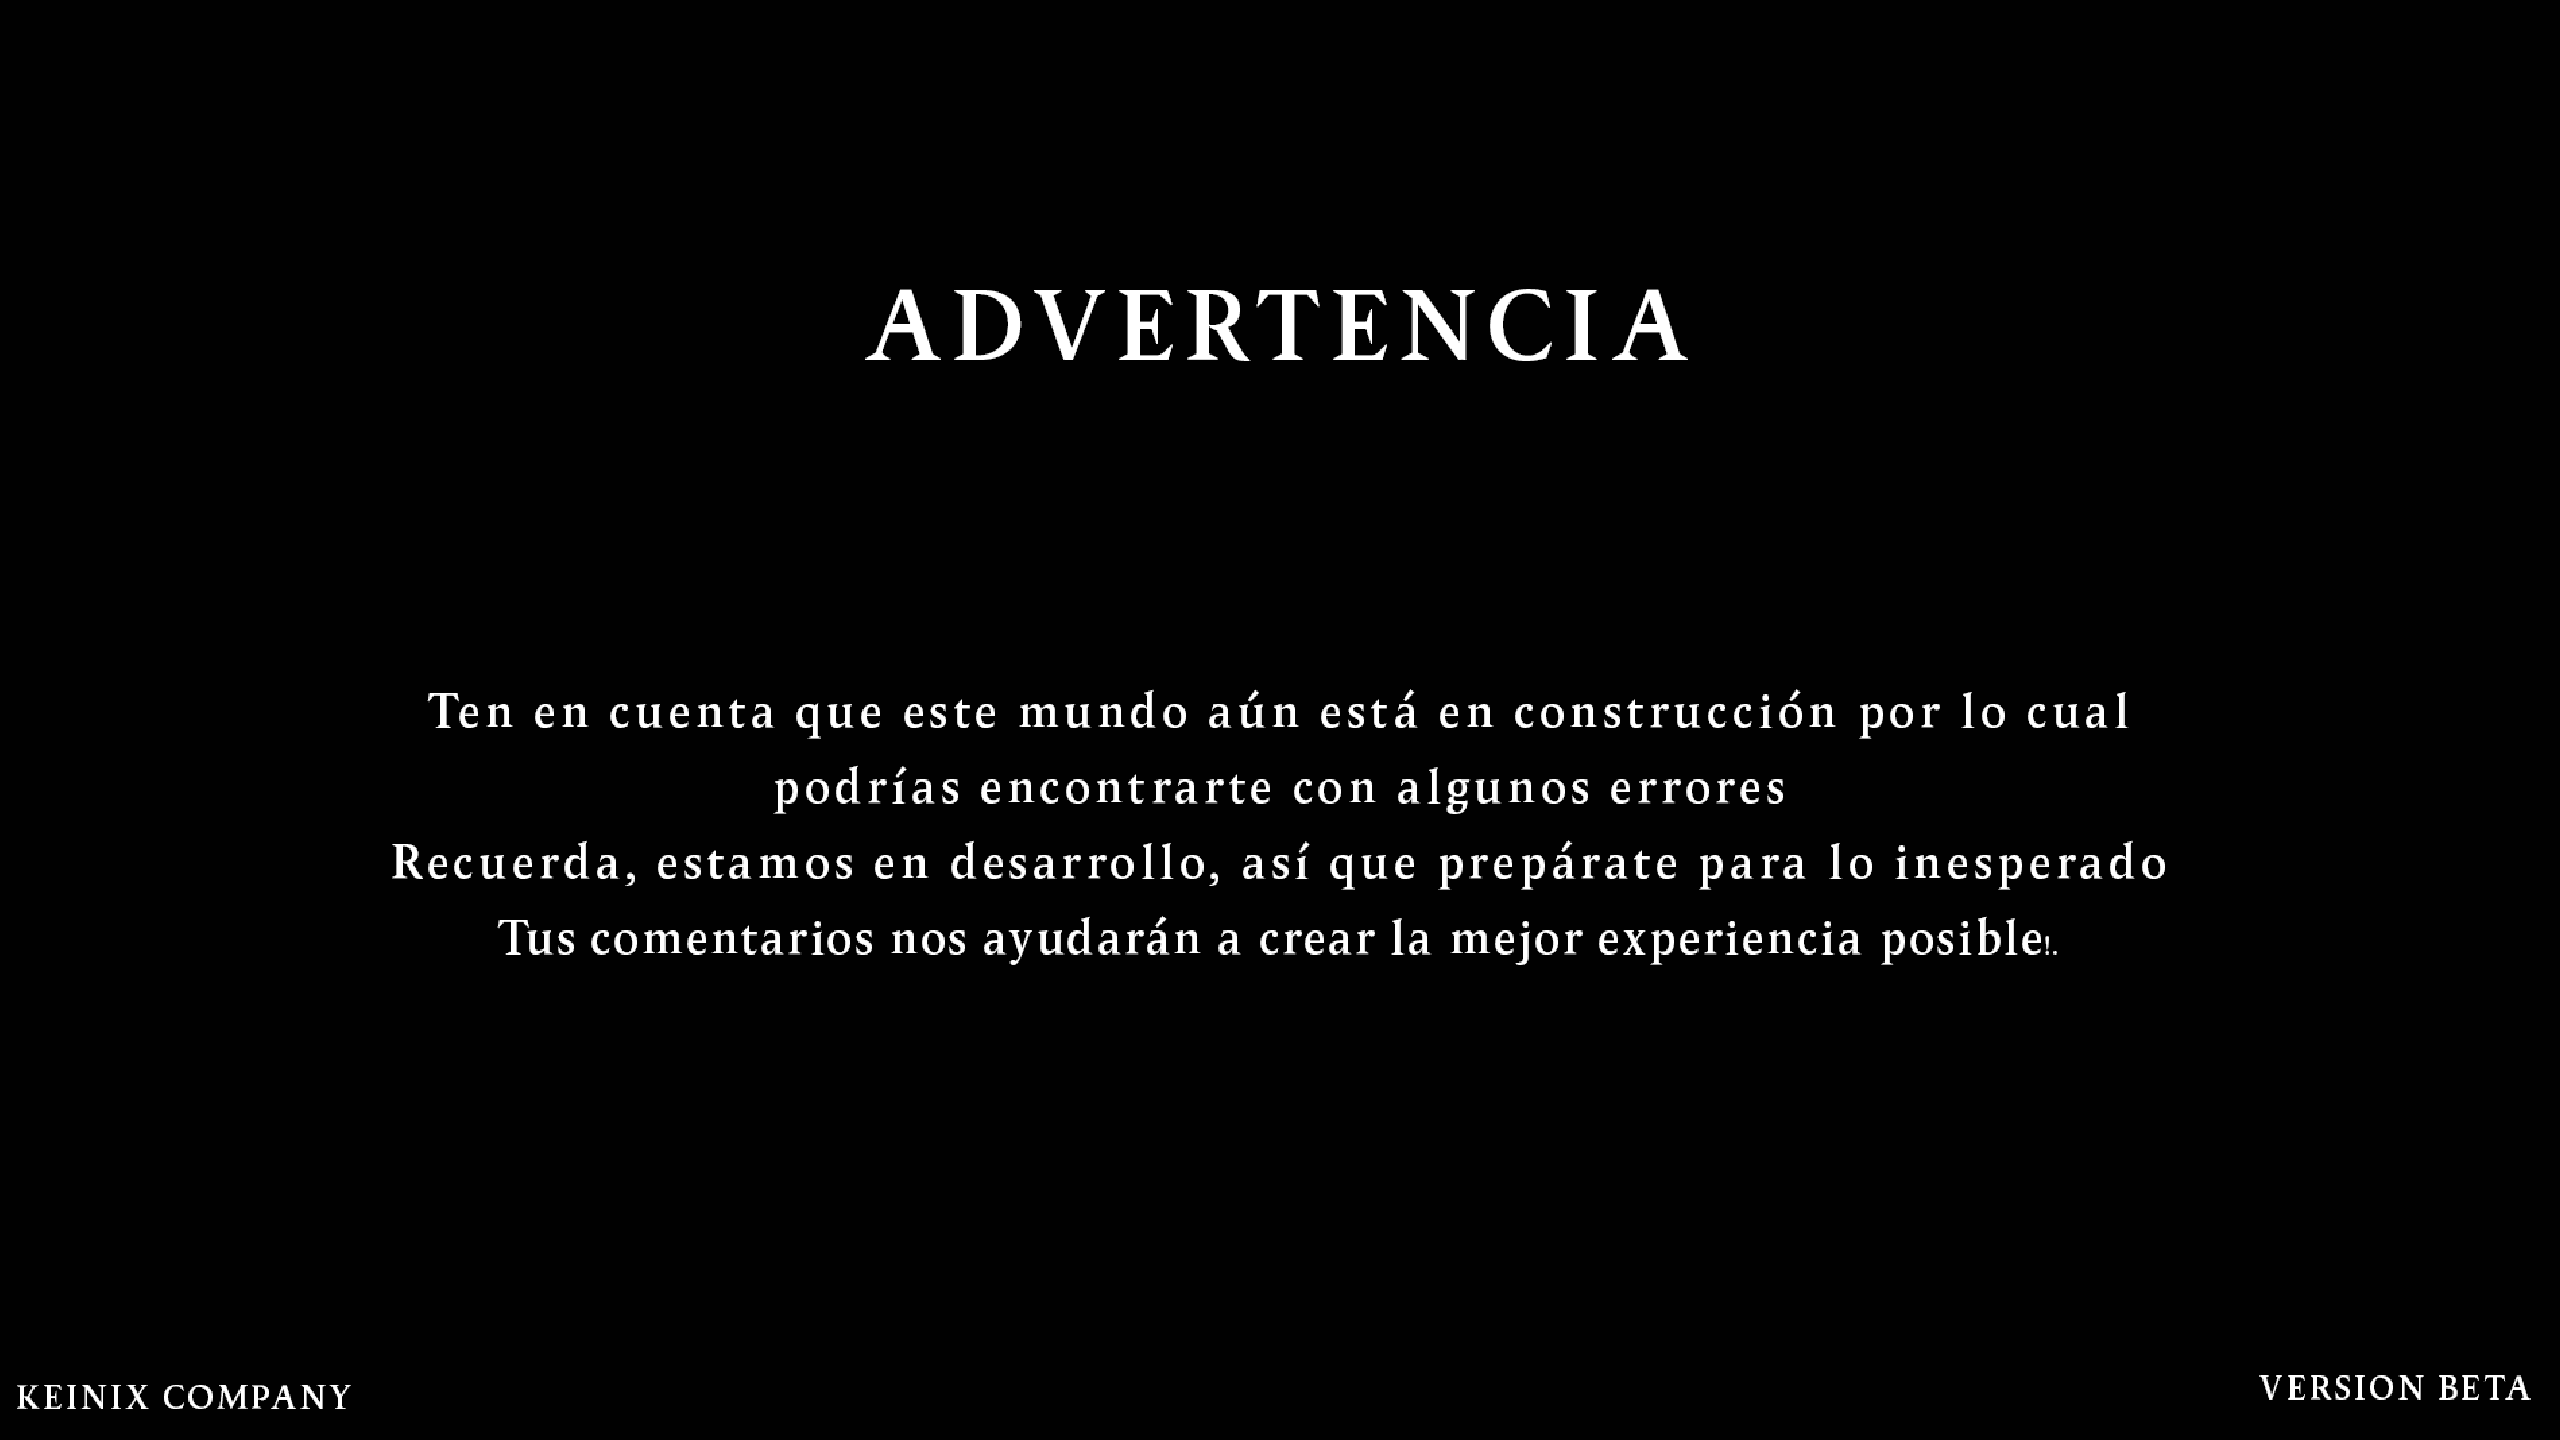 ADVERTENCIA
Ten en cuenta que este mundo aún está en construcción por lo cual
podrías encontrarte con algunos errores
Recuerda, estamos en desarrollo, así que prepárate para lo inesperado
Tus comentarios nos ayudarán a crear la mejor experiencia posible!.
KEINIX COMPANY
VERSION BETA